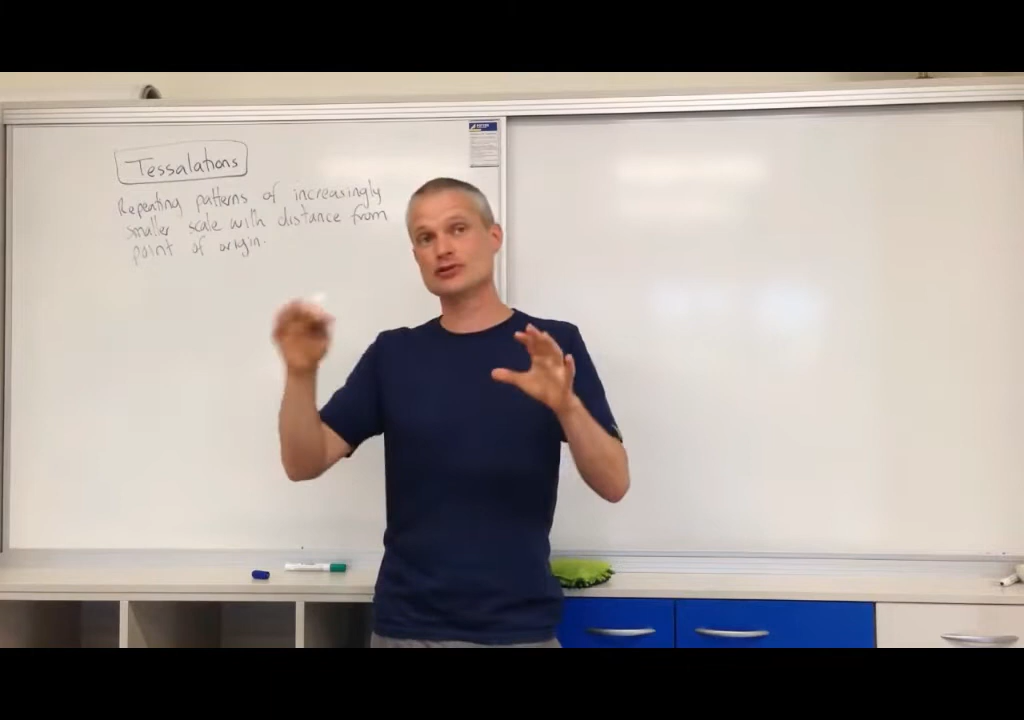 Tessalations
Repeating patterns of increasingly
smaller scale with distance from
point of origin.